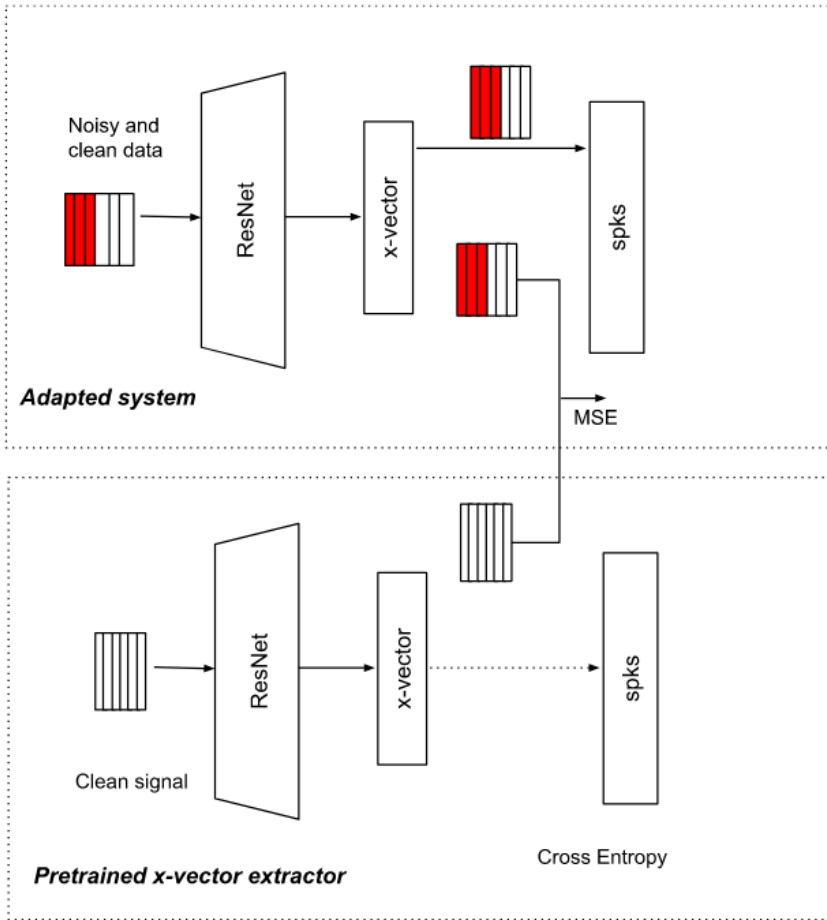 Noisy and
clean data
ResNet
x-vector
spks
Adapted system
MSE
ResNet
x-vector
spks
Clean signal
Cross Entropy
Pretrained x-vector extractor